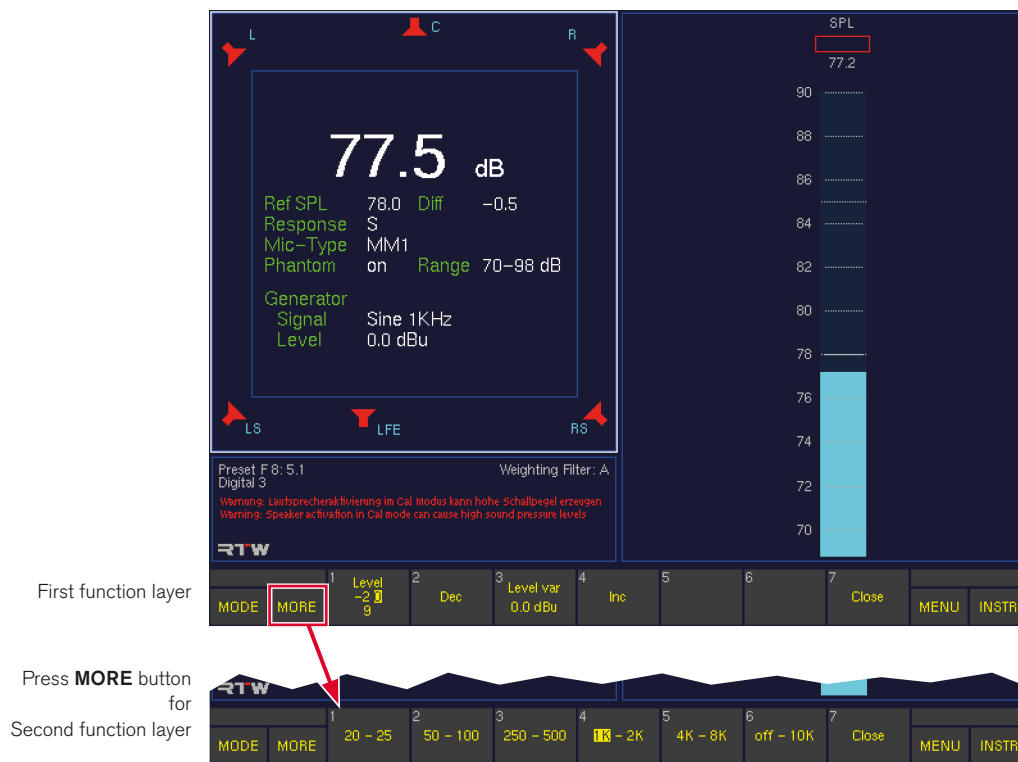 L
C
R
77.5 dB
Ref SPL 78.0 Diff −0.5
Response S
Mic−Type MM1
Phantom on Range 70−98 dB
Generator
Signal Sine 1KHz
Level 0.0 dBu
LS
LFE
RS
Preset F 8: 5.1 Weighting Filter: A
Digital 3
Warnung: Lautsprecheraktivierung im Cal Modus kann hohe Schallpegel erzeugen
Warning: Speaker activation in Cal mode can cause high sound pressure levels
RTW
SPL
77.2
90
88
86
84
82
80
78
76
74
72
70
First function layer
MODE
MORE
1 Level
−2 0
9
2 Dec
3 Level var
0.0 dBu
4 Inc
5
6
7 Close
MENU
INSTR
Press MORE button
for
Second function layer
RTW
MODE
MORE
1 20 − 25
2 50 − 100
3 250 − 500
4 1K − 2K
5 4K − 8K
6 off − 10K
7 Close
MENU
INSTR